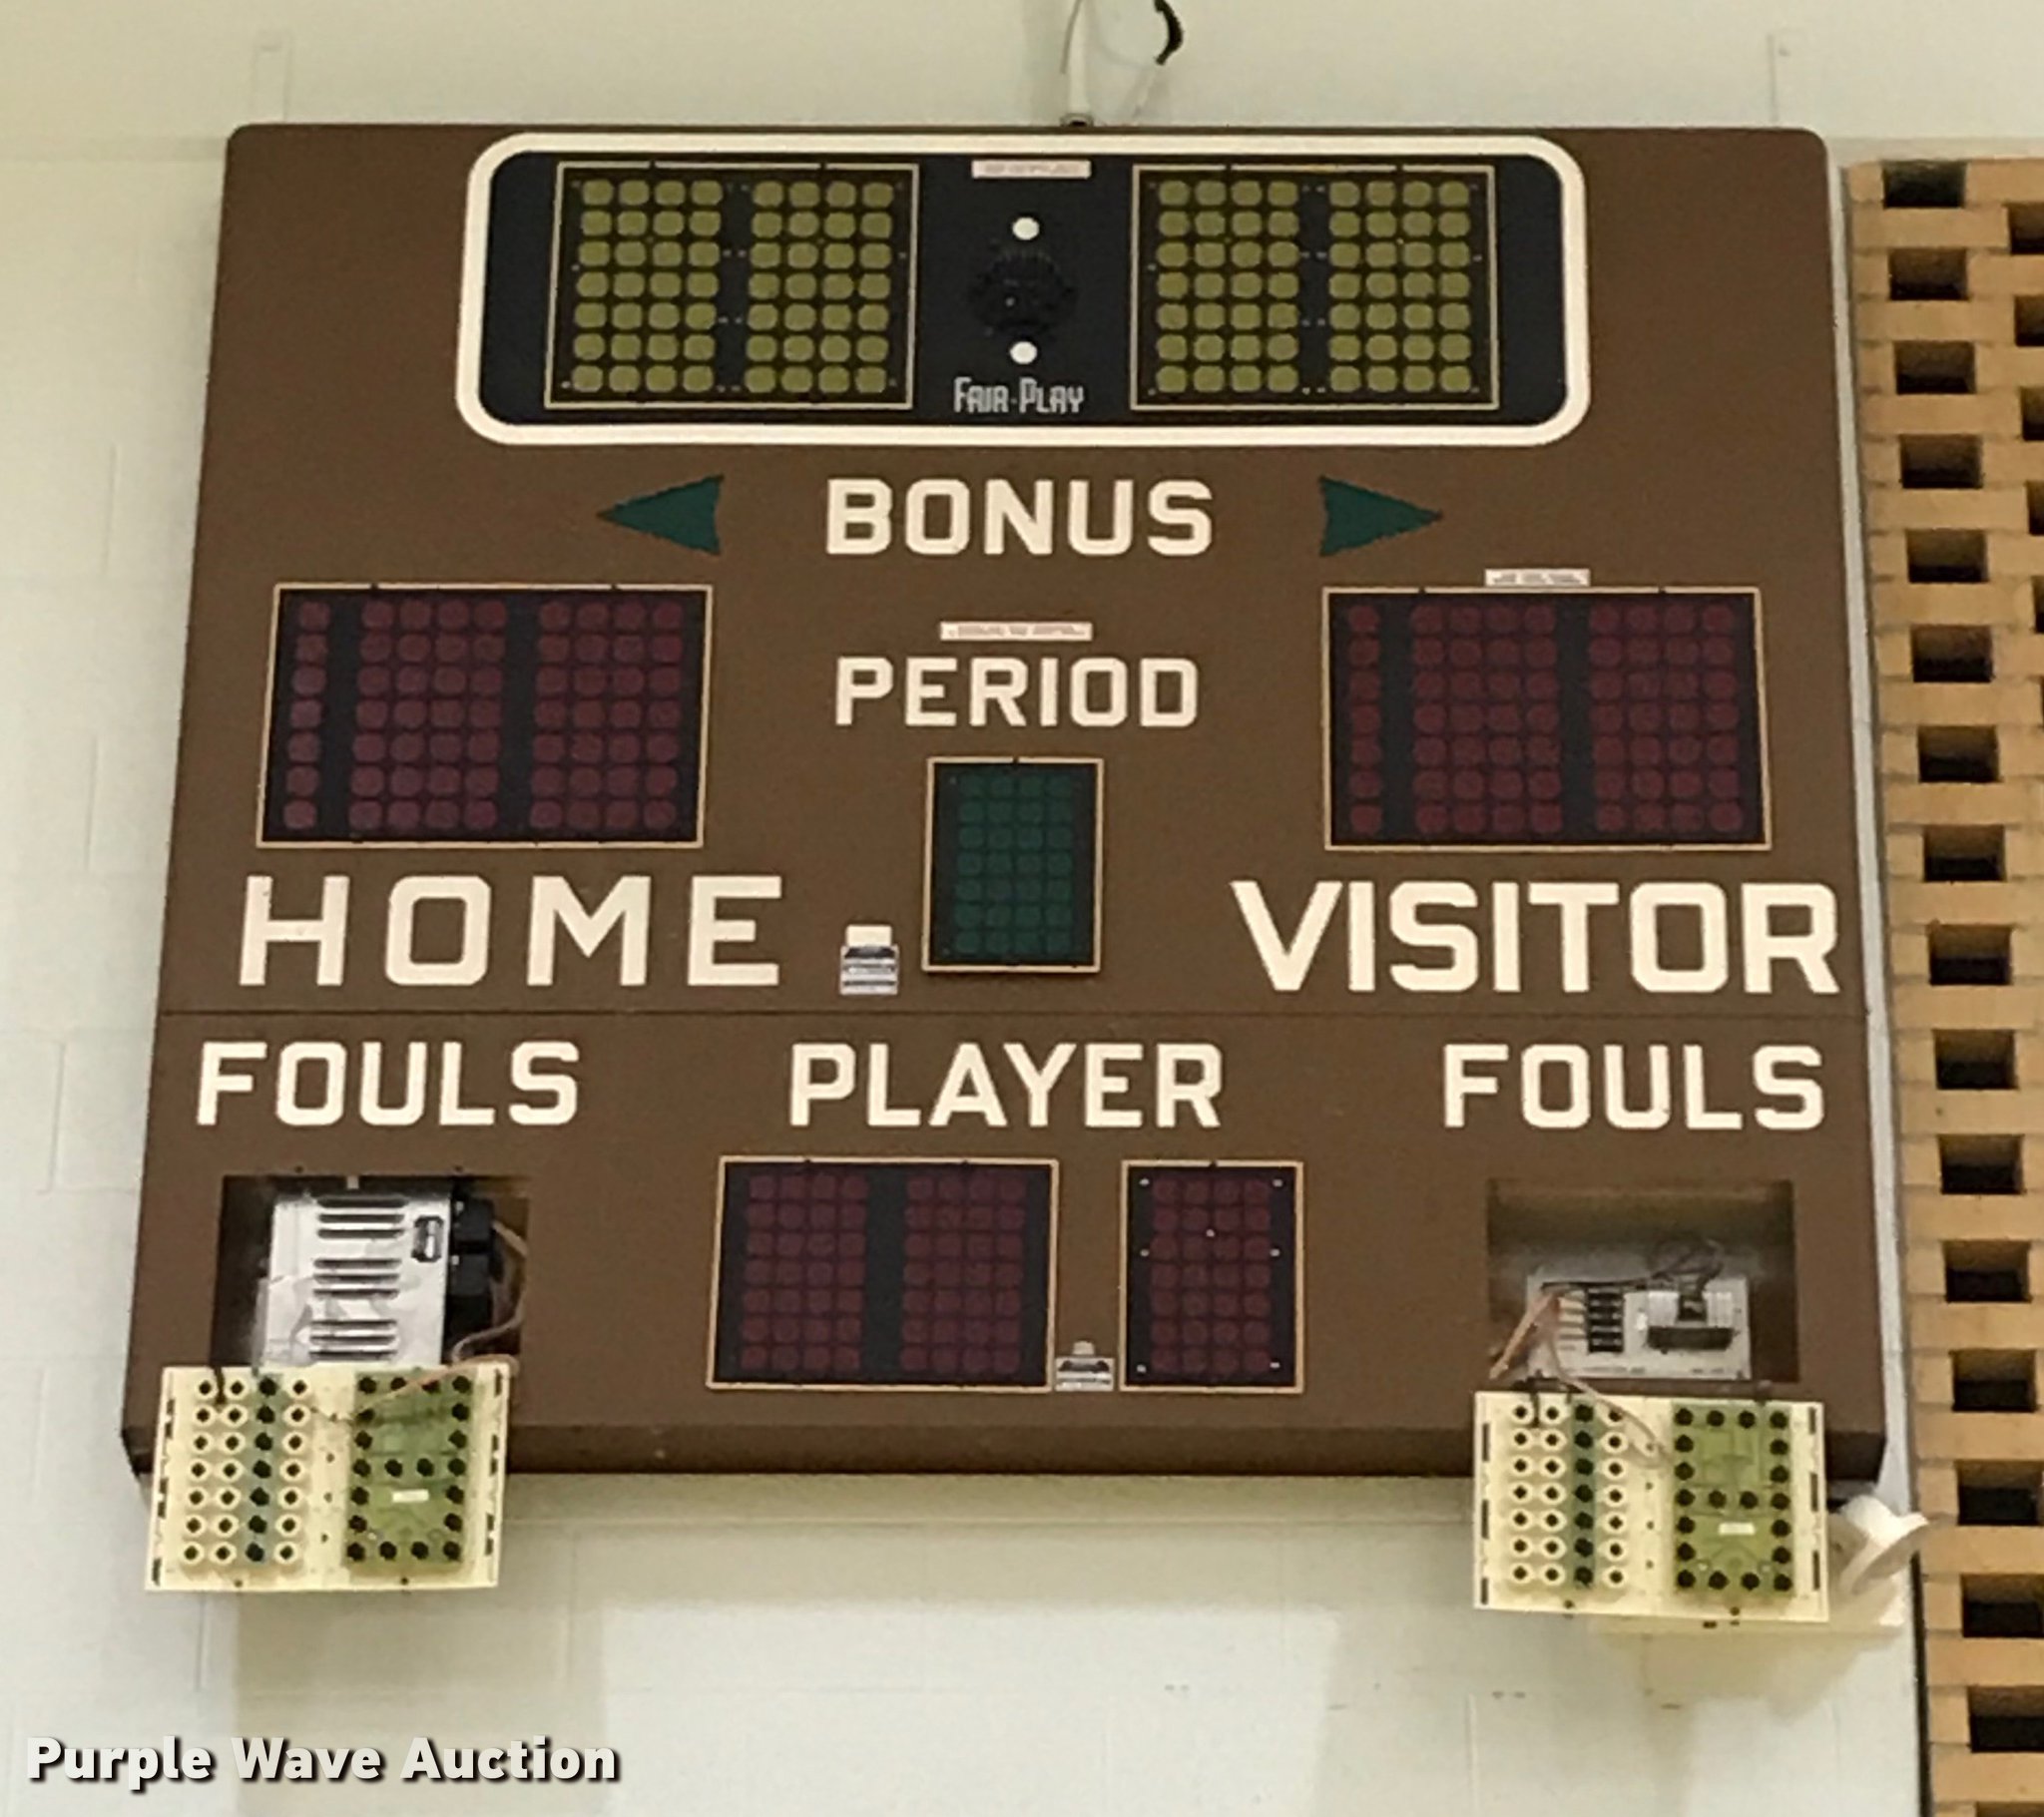 FAIR-PLAY
BONUS
PERIOD
HOME
VISITOR
FOULS
PLAYER
FOULS
Purple Wave Auction